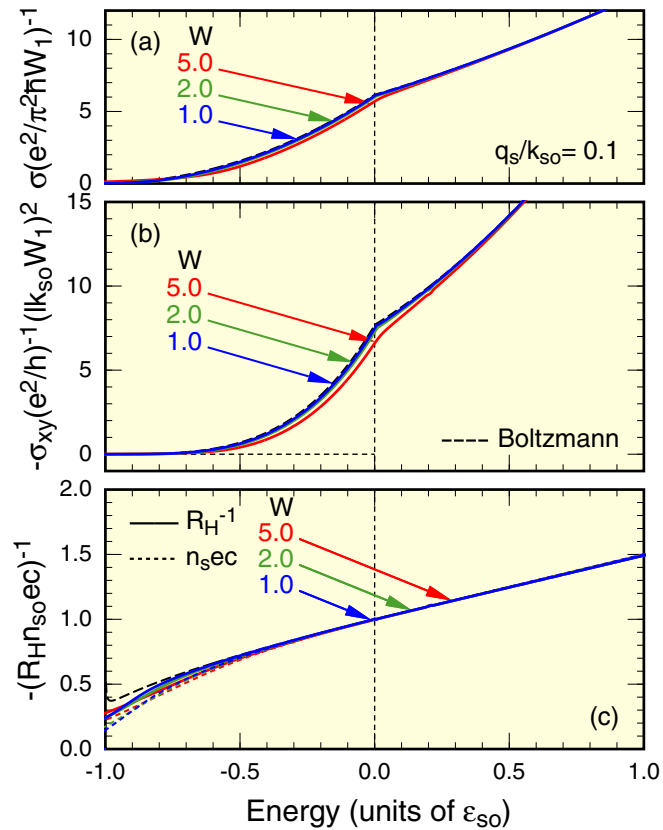 (a)
W
5.0
2.0
1.0
q_s/k_so = 0.1
σ(e²/π²ħW₁)⁻¹
10
5
0
(b)
W
5.0
2.0
1.0
Boltzmann
-σ_xy(e²/h)⁻¹(lk_soW₁)²
15
10
5
0
W
R_H⁻¹
5.0
n_sec
2.0
1.0
(c)
-(R_Hn_soec)⁻¹
2.0
1.5
1.0
0.5
0.0
-1.0 -0.5 0.0 0.5 1.0
Energy (units of ε_so)